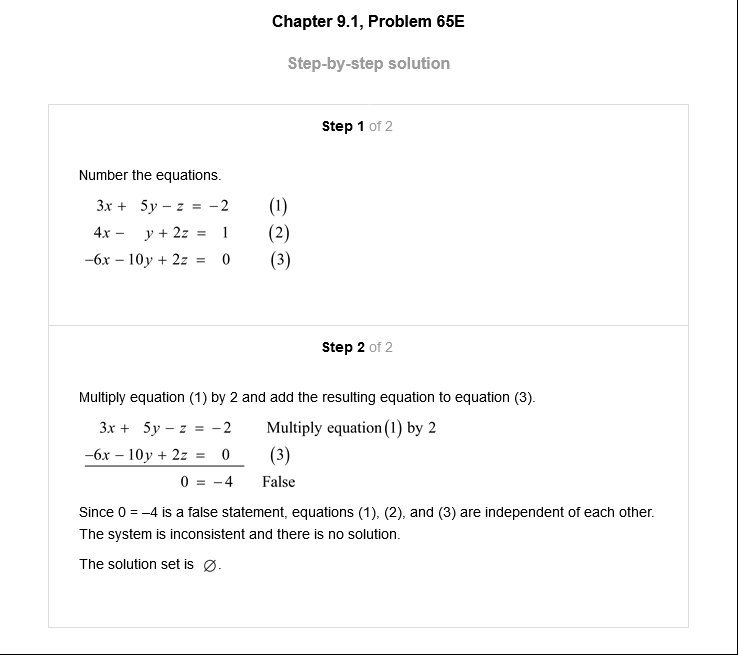 Chapter 9.1, Problem 65E
Step-by-step solution
Step 1 of 2
Number the equations.
3x + 5y − z = −2 (1)
4x − y + 2z = 1 (2)
−6x − 10y + 2z = 0 (3)
Step 2 of 2
Multiply equation (1) by 2 and add the resulting equation to equation (3).
3x + 5y − z = −2 Multiply equation (1) by 2
−6x − 10y + 2z = 0 (3)
0 = −4 False
Since 0 = –4 is a false statement, equations (1), (2), and (3) are independent of each other.
The system is inconsistent and there is no solution.
The solution set is ∅.